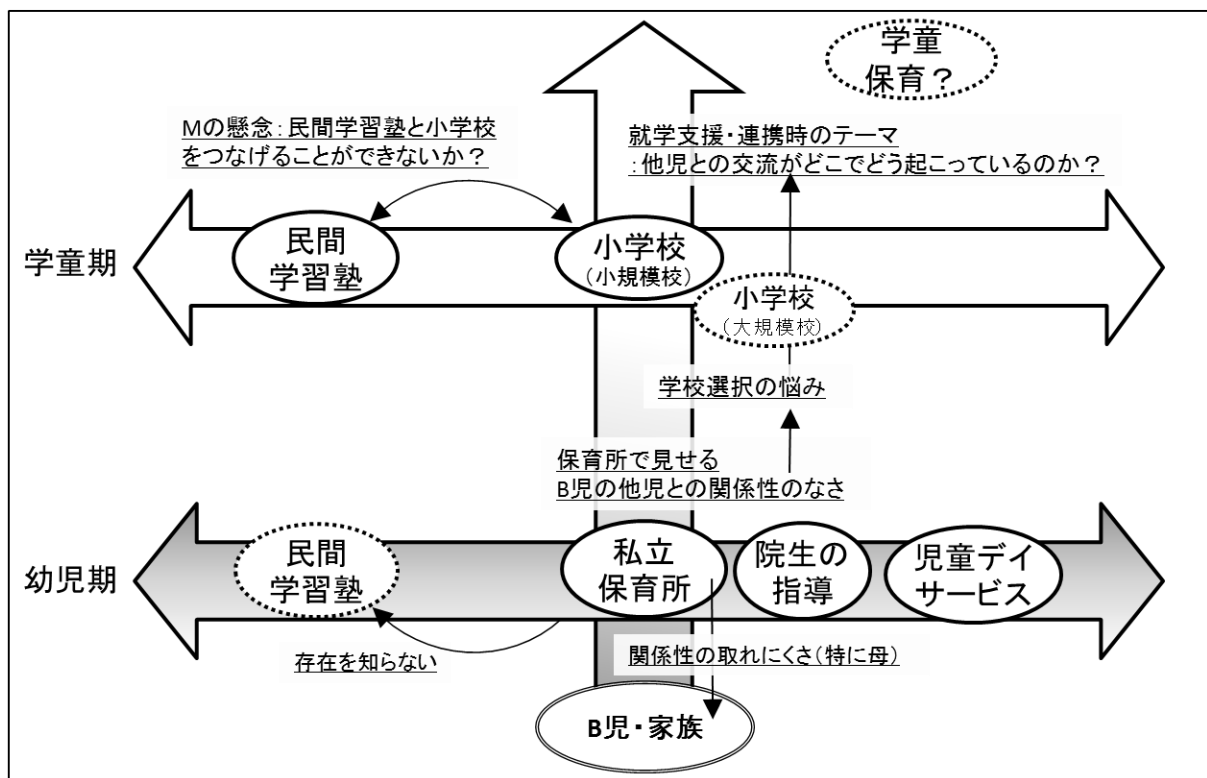 学童
保育？
Mの懸念：民間学習塾と小学校
をつなげることができないか？
就学支援・連携時のテーマ
：他児との交流がどこでどう起こっているのか？
学童期
民間
学習塾
小学校
（小規模校）
小学校
（大規模校）
学校選択の悩み
保育所で見せる
B児の他児との関係性のなさ
幼児期
民間
学習塾
私立
保育所
院生の
指導
児童デイ
サービス
存在を知らない
関係性の取れにくさ（特に母）
B児・家族